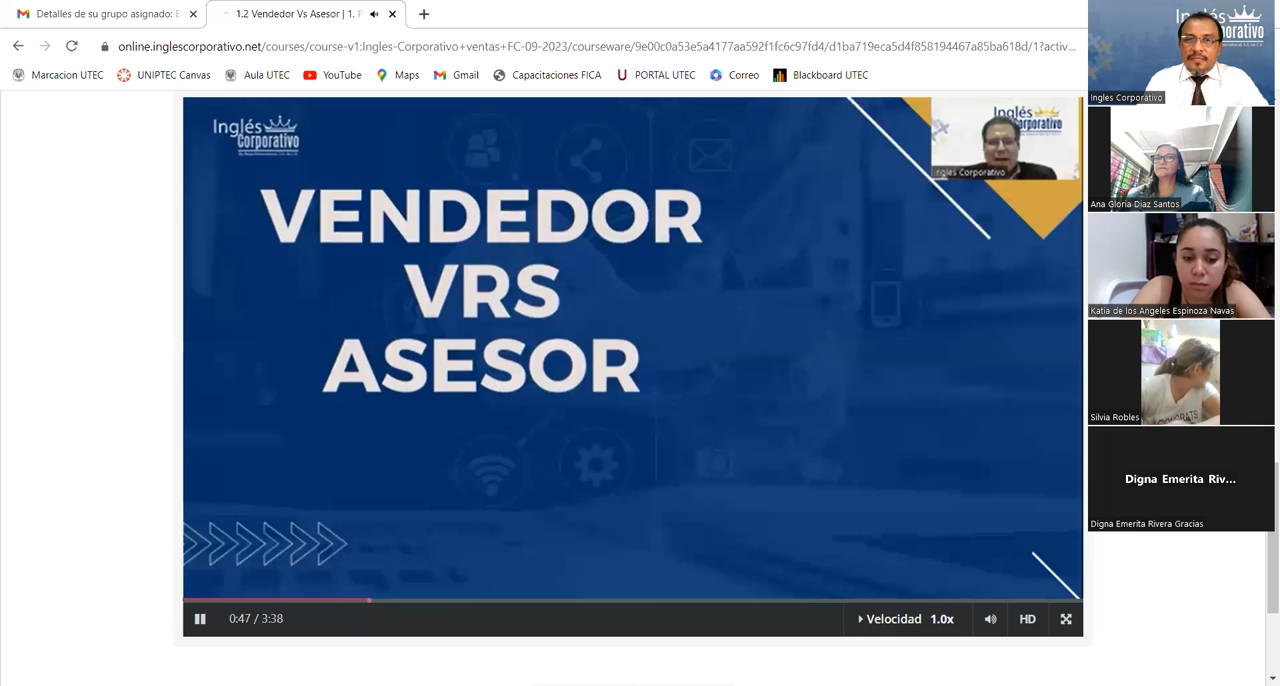 Detalles de su grupo asignado: E
1.2 Vendedor Vs Asesor | 1. P
online.inglescorporativo.net/courses/course-v1:Ingles-Corporativo+ventas+FC-09-2023/courseware/9e00c0a53e5a4177aa592f1fc6c97fd4/d1ba719eca5d4f858194467a85ba618d/1?activ...
Marcacion UTEC
UNIPTEC Canvas
Aula UTEC
YouTube
Maps
Gmail
Capacitaciones FICA
PORTAL UTEC
Correo
Blackboard UTEC
Inglés
Corporativo
VENDEDOR
VRS
ASESOR
Inglés
Corporativo
Ingles Corporativo
0:47 / 3:38
Velocidad 1.0x
HD
Inglés
Corporativo
Ingles Corporativo
Ana Gloria Diaz Santos
Katia de los Angeles Espinoza Navas
Silvia Robles
Digna Emerita Riv...
Digna Emerita Rivera Gracias